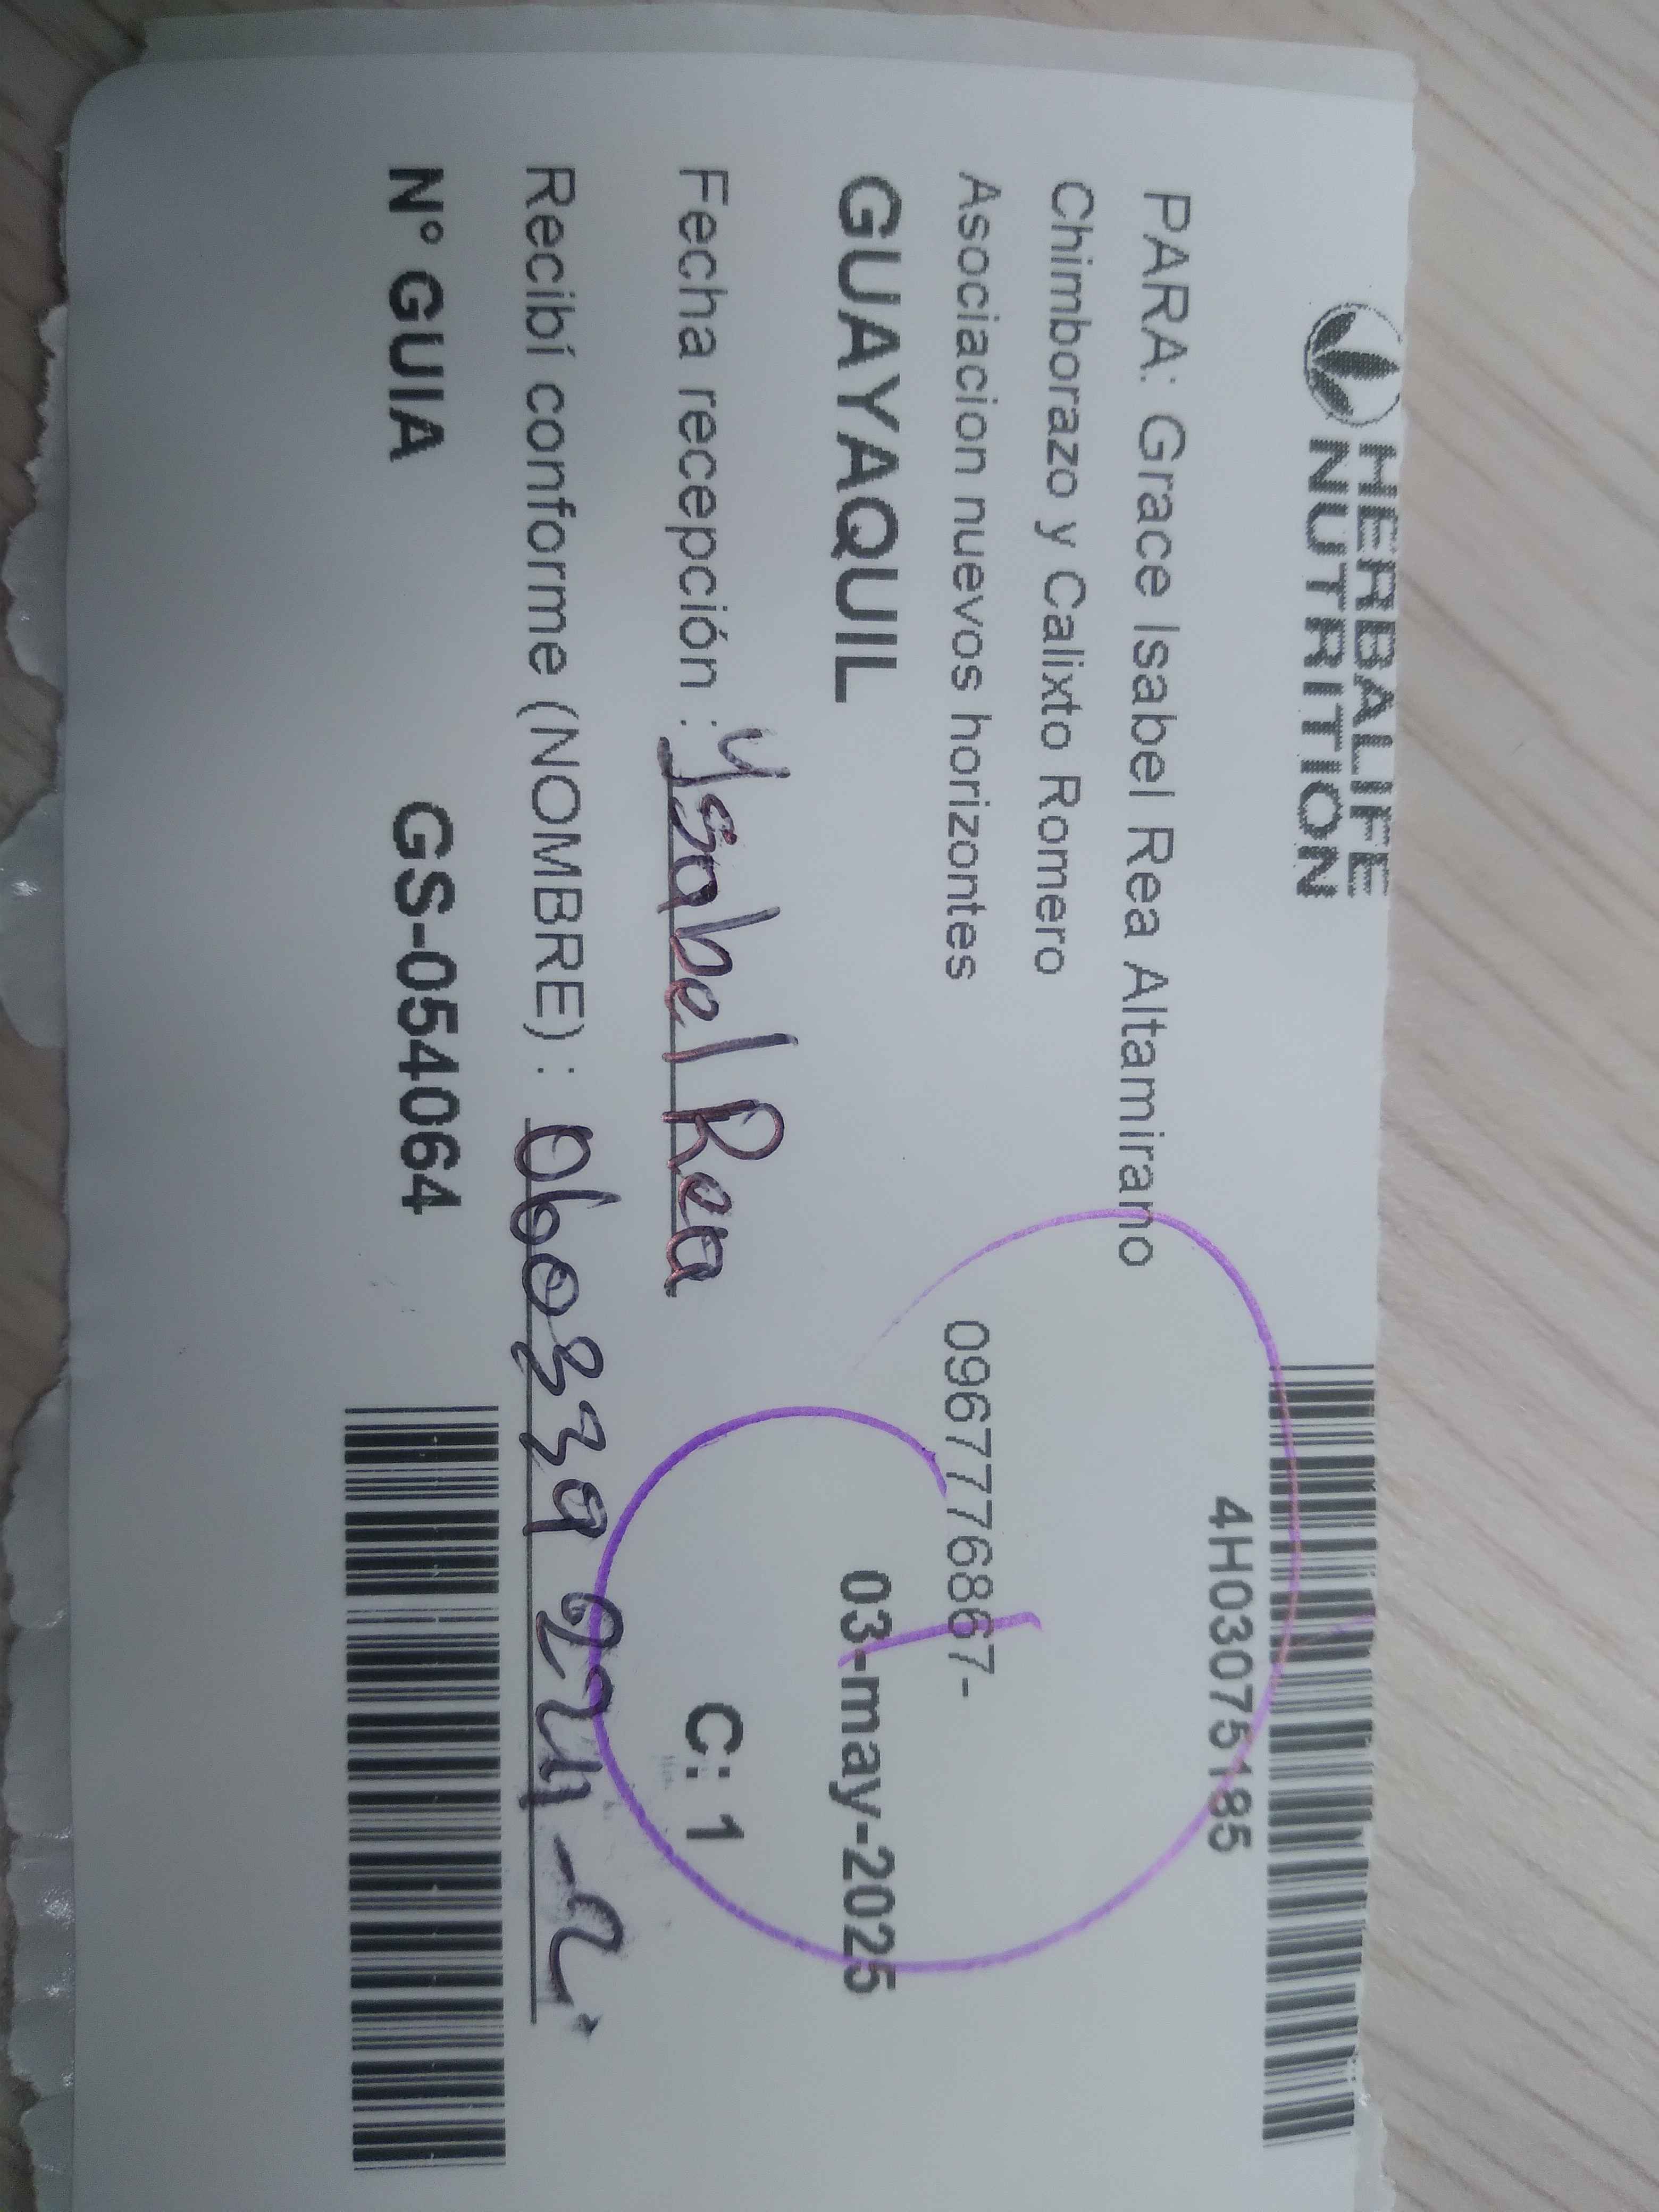 HERBALIFE
NUTRITION
4H03075185
PARA: Grace Isabel Rea Altamirano
Chimborazo y Calixto Romero
Asociacion nuevos horizontes 0967776867-
GUAYAQUIL 03-may-2025
Fecha recepción : Ysabel Rea C: 1
Recibí conforme (NOMBRE) :
N° GUIA GS-054064